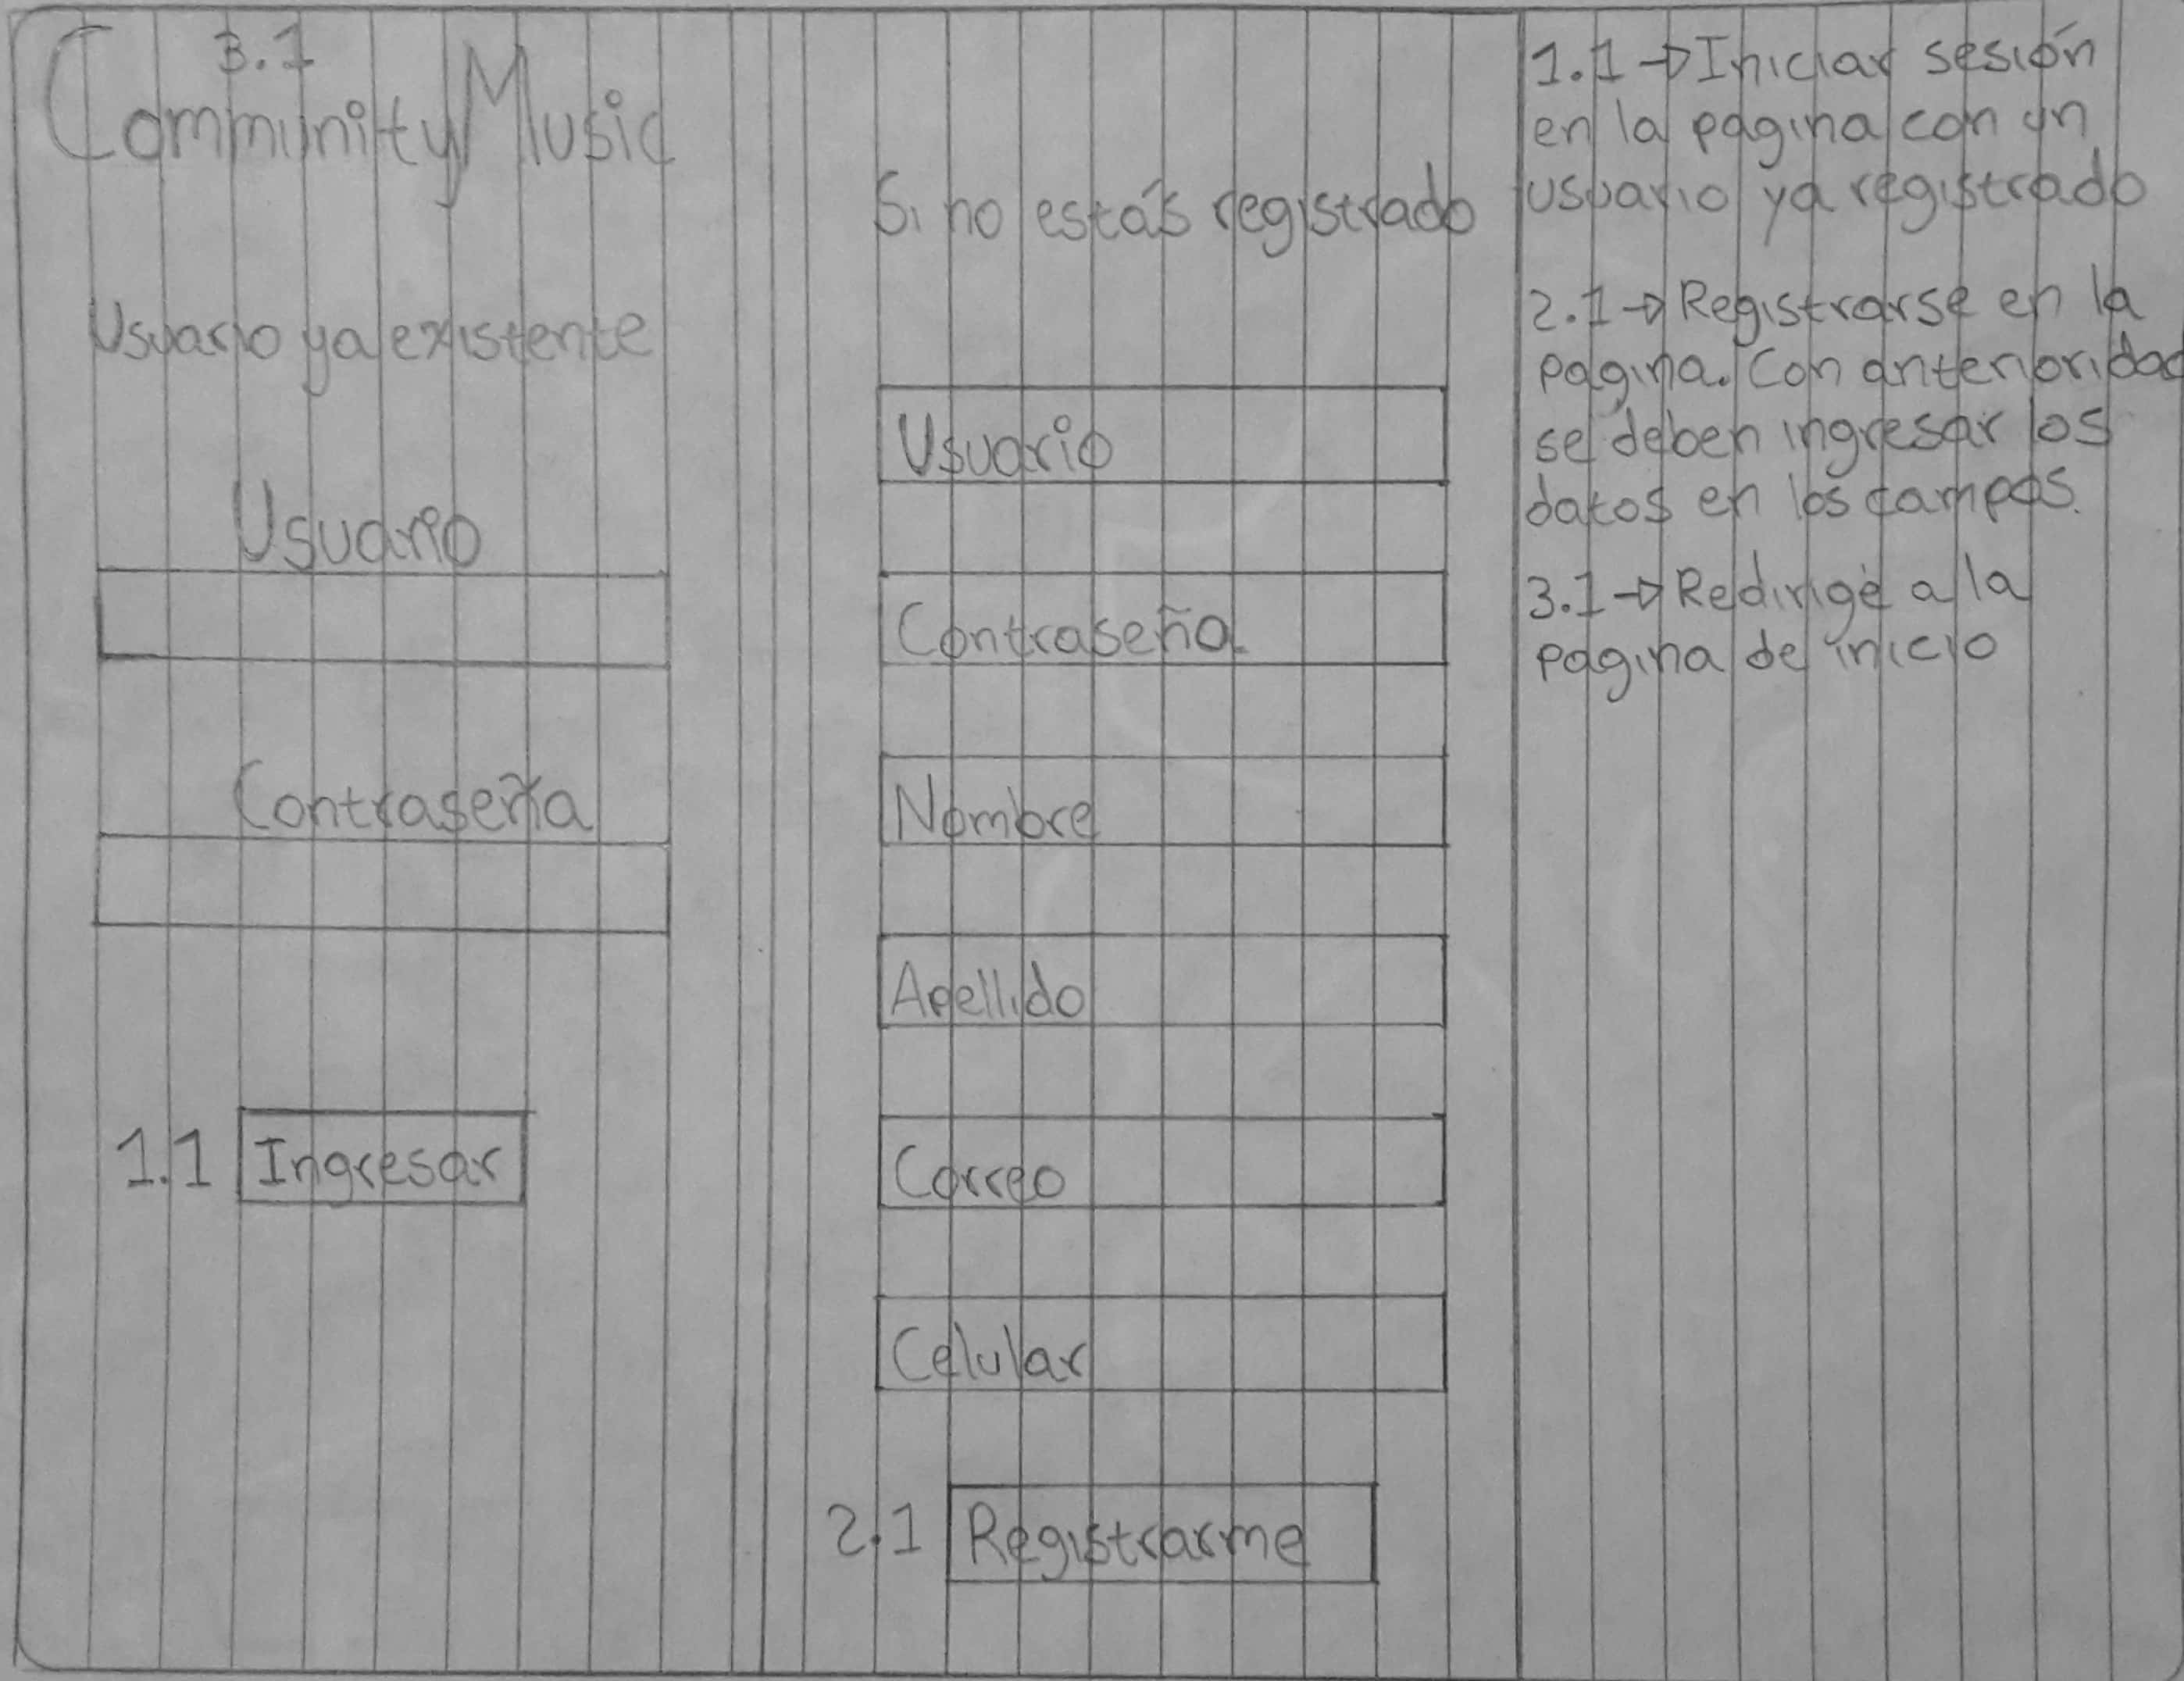 3.1
CommunityMusic
Usuario ya existente
Usuario
Contraseña
1.1 Ingresar
Si no estás registrado
Usuario
Contraseña.
Nombre
Apellido
Correo
Celular
2.1 Registrarme
1.1 → Iniciar sesión
en la pagina con un
usuario ya registrado
2.1 → Registrarse en la
pagina. Con anterioridad
se deben ingresar los
datos en los campos.
3.1 → Redirige a la
pagina de inicio